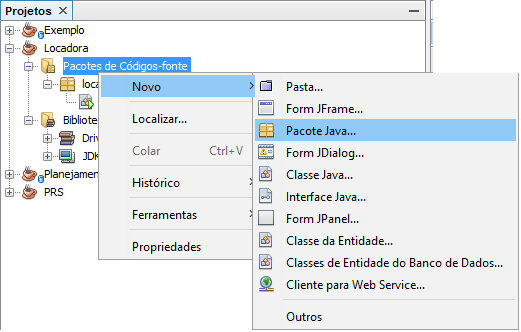 Projetos
Exemplo
Locadora
Pacotes de Códigos-fonte
loca
Bibliote
Driv
JDK
Planejamen
PRS
Novo
Localizar...
Colar Ctrl+V
Histórico
Ferramentas
Propriedades
Pasta...
Form JFrame...
Pacote Java...
Form JDialog...
Classe Java...
Interface Java...
Form JPanel...
Classe da Entidade...
Classes de Entidade do Banco de Dados...
Cliente para Web Service...
Outros